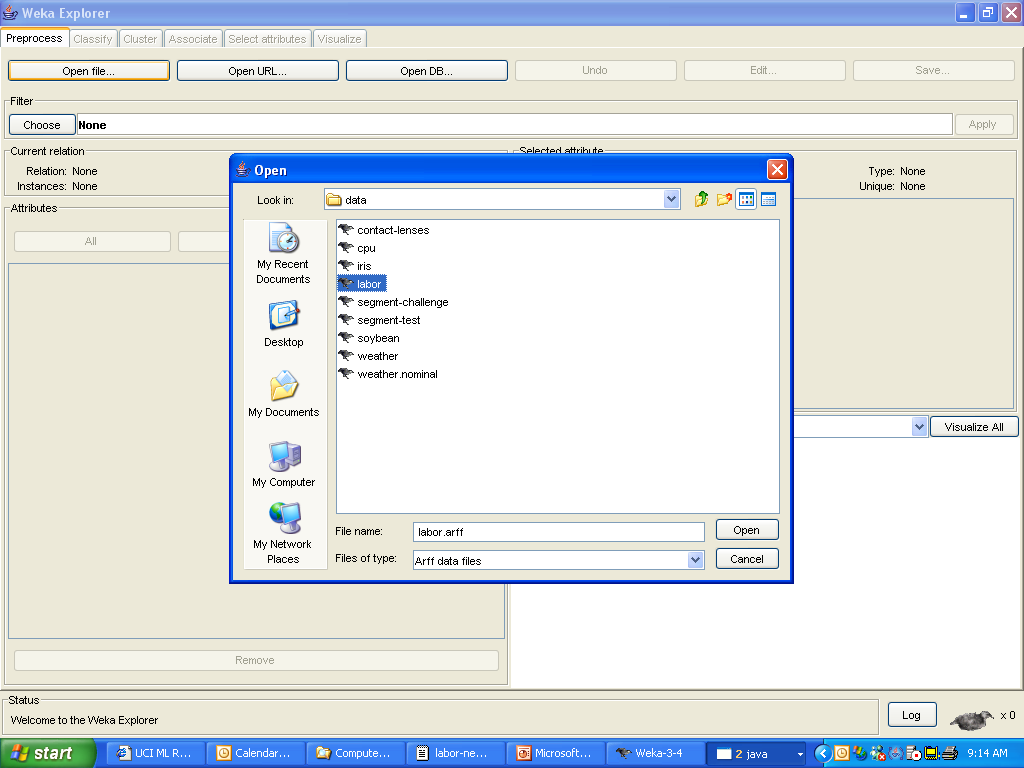 Weka Explorer
Preprocess Classify Cluster Associate Select attributes Visualize
Open file... Open URL... Open DB... Undo Edit... Save...
Filter
Choose None Apply
Current relation
Relation: None
Instances: None
Selected attribute
Type: None
Unique: None
Attributes
All
Visualize All
Remove
Open
Look in: data
My Recent Documents
Desktop
My Documents
My Computer
My Network Places
contact-lenses
cpu
iris
labor
segment-challenge
segment-test
soybean
weather
weather.nominal
File name: labor.arff Open
Files of type: Arff data files Cancel
Status
Welcome to the Weka Explorer
Log x 0
start UCI ML R... Calendar... Compute... labor-ne... Microsoft... Weka-3-4 2 java 9:14 AM